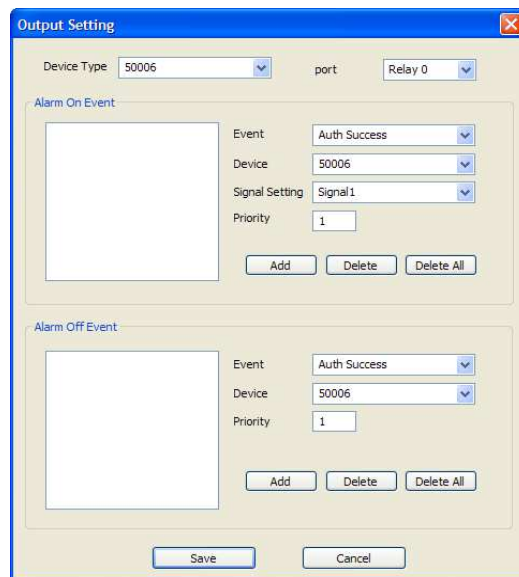 Output Setting
Device Type 50006 port Relay 0
Alarm On Event
Event Auth Success
Device 50006
Signal Setting Signal1
Priority 1
Add Delete Delete All
Alarm Off Event
Event Auth Success
Device 50006
Priority 1
Add Delete Delete All
Save Cancel